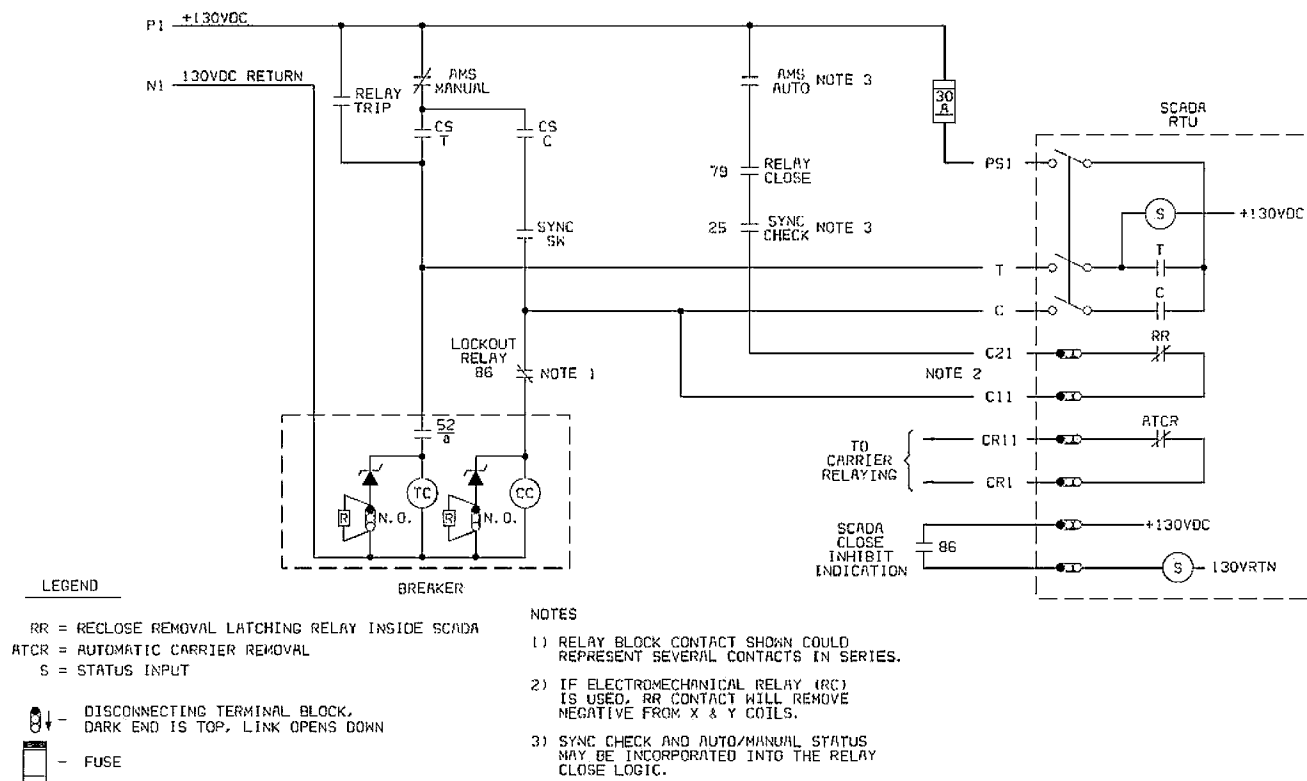 P1 +130VDC
N1 130VDC RETURN
RELAY
TRIP
AMS
MANUAL
CS
T
CS
C
SYNC
SW
AMS
AUTO
NOTE 3
79 RELAY
CLOSE
25 SYNC
CHECK
NOTE 3
30
A
SCADA
RTU
PS1
S
+130VDC
T
T
C
C
LOCKOUT
RELAY
86
NOTE 1
C21
RR
NOTE 2
C11
TO
CARRIER
RELAYING
CR11
ATCR
CR1
52
a
TC
CC
R
N.O.
R
N.O.
BREAKER
SCADA
CLOSE
INHIBIT
INDICATION
86
+130VDC
S
130VRTN
LEGEND
RR = RECLOSE REMOVAL LATCHING RELAY INSIDE SCADA
ATCR = AUTOMATIC CARRIER REMOVAL
S = STATUS INPUT
- DISCONNECTING TERMINAL BLOCK,
DARK END IS TOP, LINK OPENS DOWN
- FUSE
NOTES
1) RELAY BLOCK CONTACT SHOWN COULD
REPRESENT SEVERAL CONTACTS IN SERIES.
2) IF ELECTROMECHANICAL RELAY (RC)
IS USED, RR CONTACT WILL REMOVE
NEGATIVE FROM X & Y COILS.
3) SYNC CHECK AND AUTO/MANUAL STATUS
MAY BE INCORPORATED INTO THE RELAY
CLOSE LOGIC.